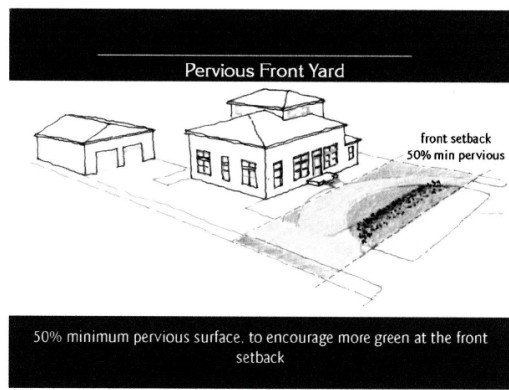 Pervious Front Yard
front setback
50% min pervious
50% minimum pervious surface, to encourage more green at the front
setback